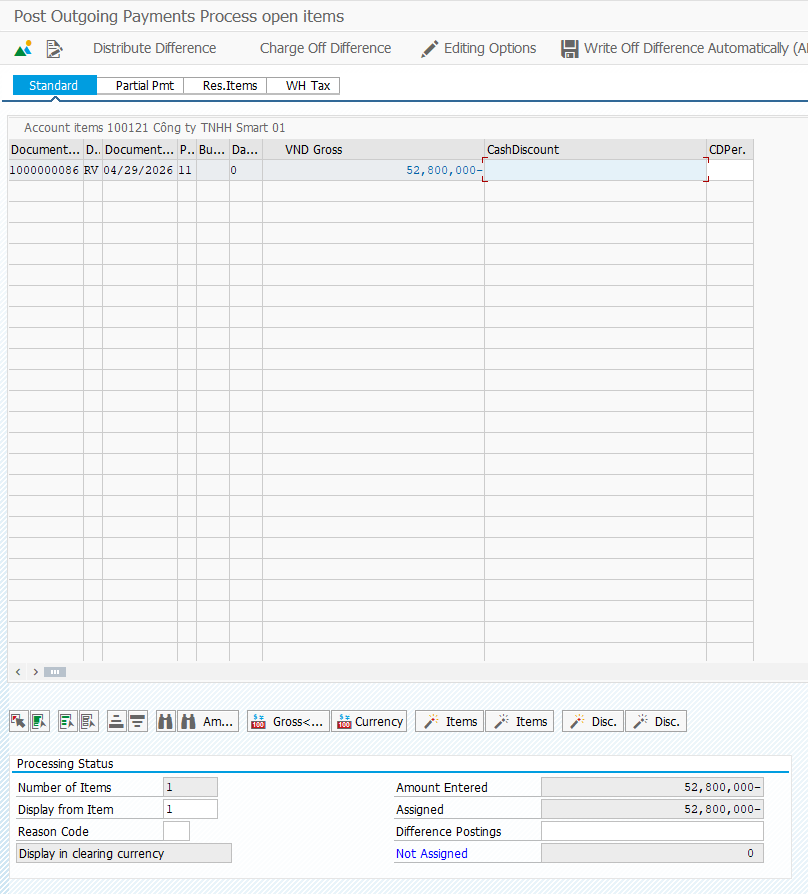 Post Outgoing Payments Process open items
Distribute Difference Charge Off Difference Editing Options Write Off Difference Automatically (A
Standard Partial Pmt Res.Items WH Tax
Account items 100121 Công ty TNHH Smart 01
Document... D.. Document... P.. Bu... Da... VND Gross CashDiscount CDPer.
1000000086 RV 04/29/2026 11 0 52,800,000-
Am... Gross<... Currency Items Items Disc. Disc.
Processing Status
Number of Items 1 Amount Entered 52,800,000-
Display from Item 1 Assigned 52,800,000-
Reason Code Difference Postings
Display in clearing currency Not Assigned 0